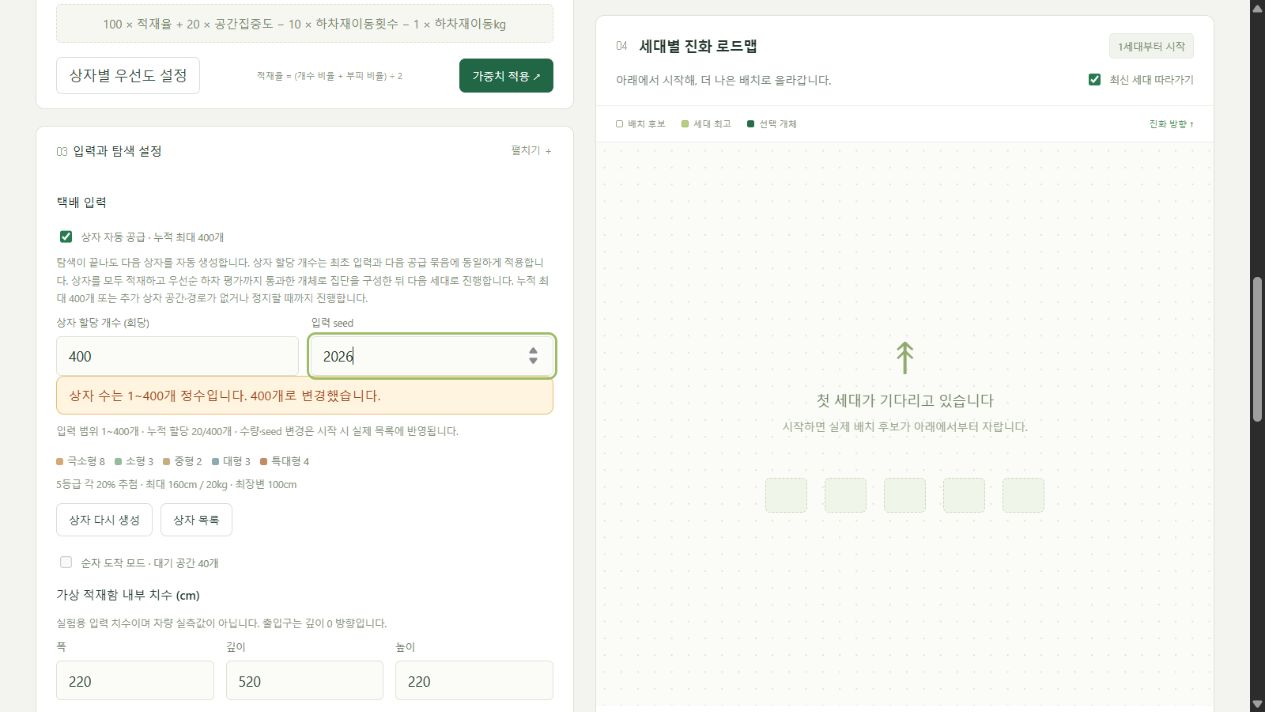 100 × 적재율 + 20 × 공간집중도 − 10 × 하차재이동횟수 − 1 × 하차재이동kg
상자별 우선도 설정
적재율 = (개수 비율 + 부피 비율) ÷ 2
가중치 적용 ↗
03 입력과 탐색 설정
펼치기 +
택배 입력
상자 자동 공급 · 누적 최대 400개
탐색이 끝나도 다음 상자를 자동 생성합니다. 상자 할당 개수는 최초 입력과 다음 공급 묶음에 동일하게 적용합니
다. 상자를 모두 적재하고 우선순 하차 평가까지 통과한 개체로 집단을 구성한 뒤 다음 세대로 진행합니다. 누적 최
대 400개 또는 추가 상자 공간·경로가 없거나 정지할 때까지 진행합니다.
상자 할당 개수 (회당)
입력 seed
400
2026
상자 수는 1~400개 정수입니다. 400개로 변경했습니다.
입력 범위 1~400개 · 누적 할당 20/400개 · 수량·seed 변경은 시작 시 실제 목록에 반영됩니다.
극소형 8 소형 3 중형 2 대형 3 특대형 4
5등급 각 20% 추첨 · 최대 160cm / 20kg · 최장변 100cm
상자 다시 생성
상자 목록
순차 도착 모드 · 대기 공간 40개
가상 적재함 내부 치수 (cm)
실험용 입력 치수이며 차량 실측값이 아닙니다. 출입구는 깊이 0 방향입니다.
폭
깊이
높이
220
520
220
04 세대별 진화 로드맵
1세대부터 시작
아래에서 시작해, 더 나은 배치로 올라갑니다.
최신 세대 따라가기
배치 후보 세대 최고 선택 개체
진화 방향 ↑
첫 세대가 기다리고 있습니다
시작하면 실제 배치 후보가 아래에서부터 자랍니다.